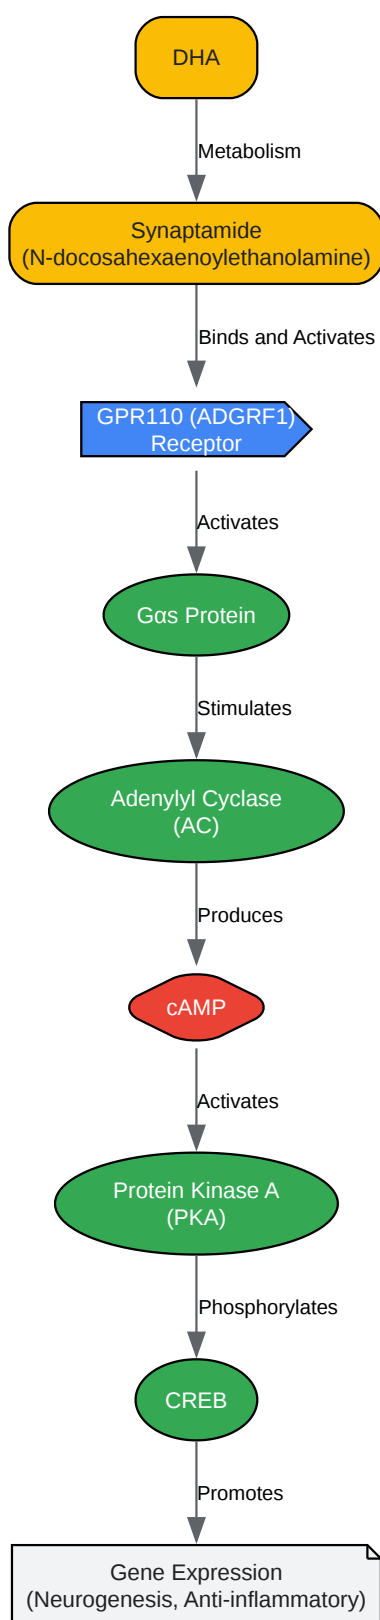 DHA
Metabolism
Synaptamide
(N-docosahexaenoylethanolamine)
Binds and Activates
GPR110 (ADGRF1)
Receptor
Activates
Gαs Protein
Stimulates
Adenylyl Cyclase
(AC)
Produces
cAMP
Activates
Protein Kinase A
(PKA)
Phosphorylates
CREB
Promotes
Gene Expression
(Neurogenesis, Anti-inflammatory)